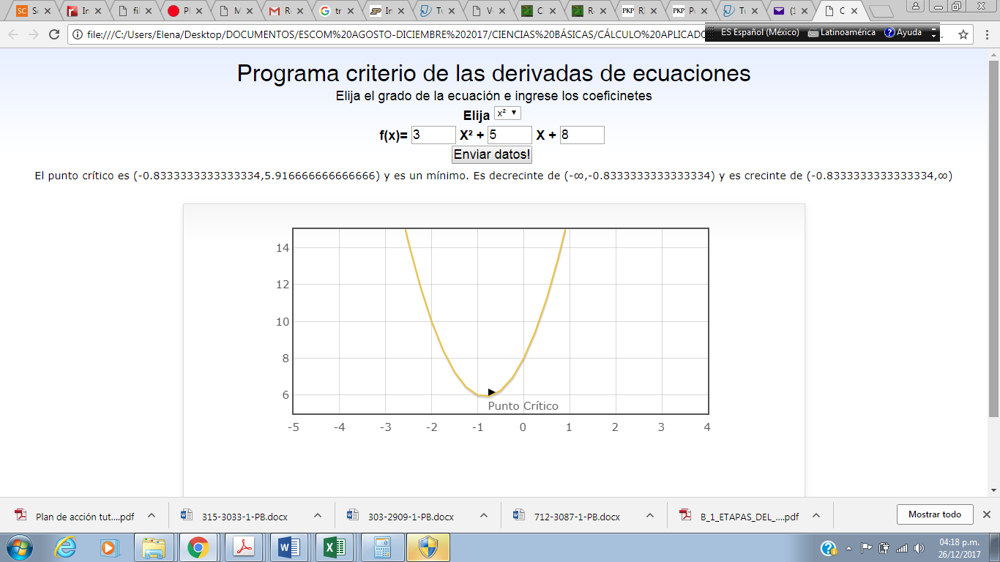 Sc
In
fil
Pl
M
Re
tr
In
Tu
V
C
Re
RI
Pe
Tu
(1
C
file:///C:/Users/Elena/Desktop/DOCUMENTOS/ESCOM%20AGOSTO-DICIEMBRE%202017/CIENCIAS%20BÁSICAS/CÁLCULO%20APLICADO
ES Español (México) Latinoamérica Ayuda
Programa criterio de las derivadas de ecuaciones
Elija el grado de la ecuación e ingrese los coeficinetes
Elija x²
f(x)= 3 X² + 5 X + 8
Enviar datos!
El punto crítico es (-0.8333333333333334,5.916666666666666) y es un mínimo. Es decrecinte de (-∞,-0.8333333333333334) y es crecinte de (-0.8333333333333334,∞)
14
12
10
8
6
Punto Crítico
-5 -4 -3 -2 -1 0 1 2 3 4
Plan de acción tut....pdf
315-3033-1-PB.docx
303-2909-1-PB.docx
712-3087-1-PB.docx
B_1_ETAPAS_DEL_....pdf
Mostrar todo
04:18 p.m.
26/12/2017